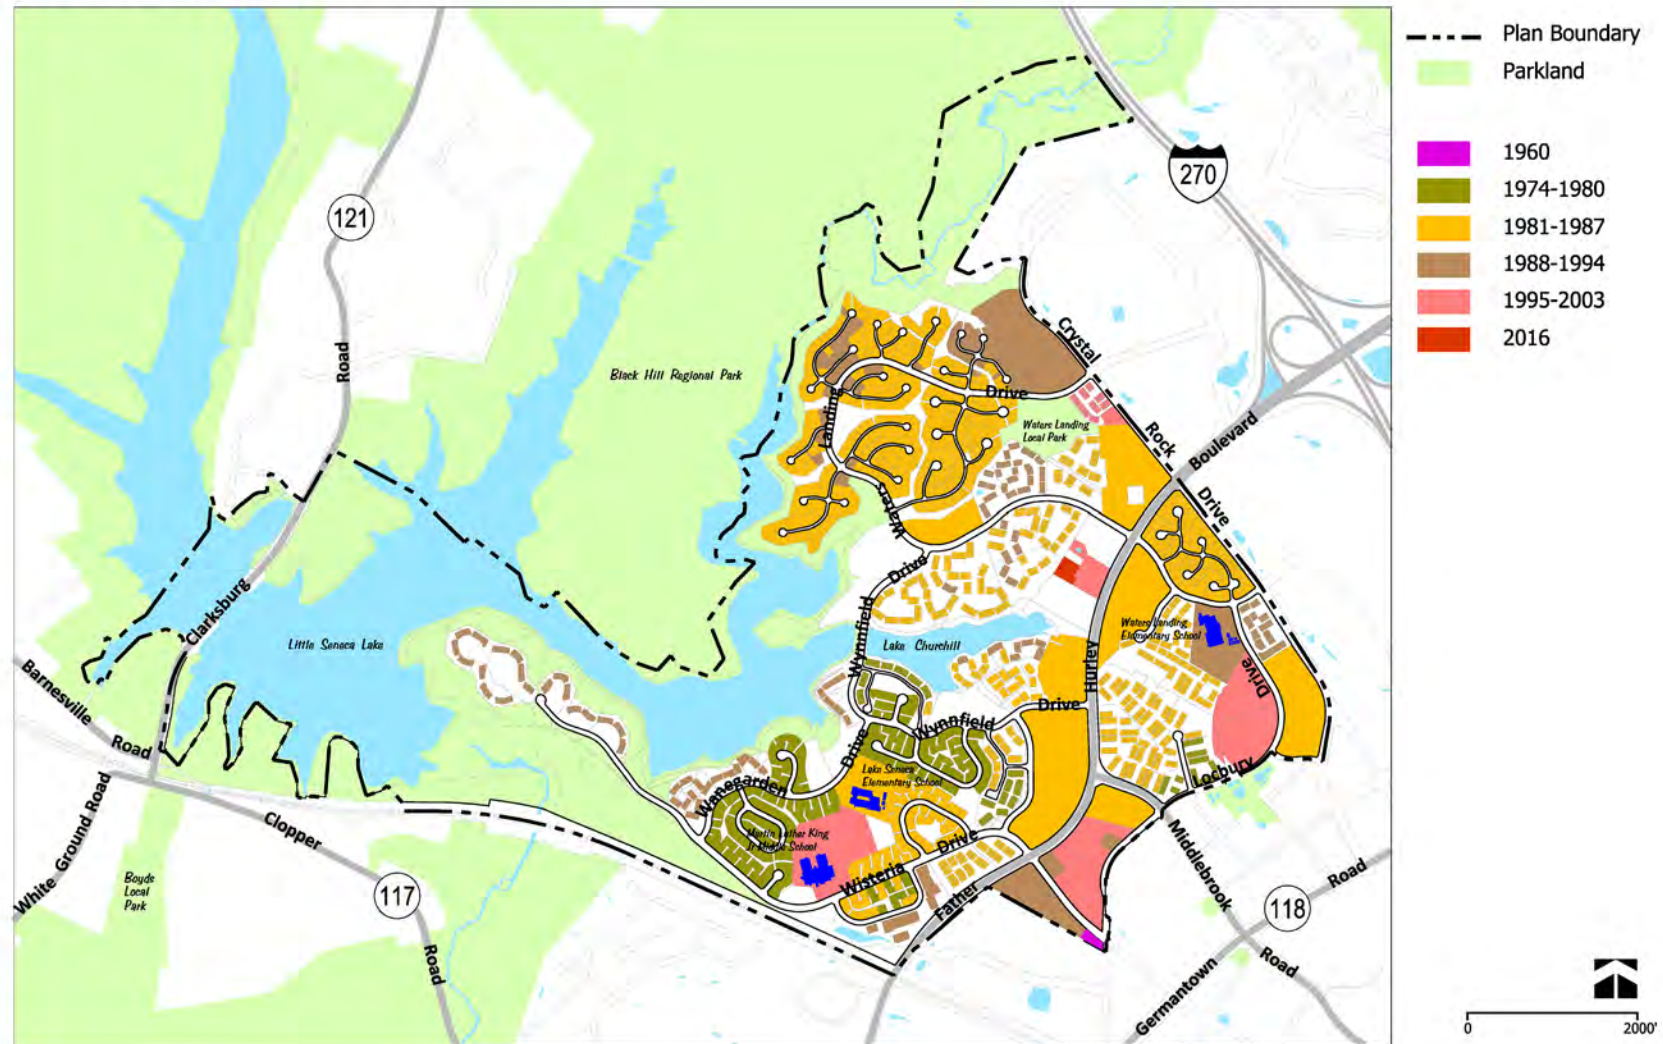 Plan Boundary
Parkland
1960
1974-1980
1981-1987
1988-1994
1995-2003
2016
270
121
Road
Clarksburg
Black Hill Regional Park
Crystal
Rock
Drive
Boulevard
Drive
Landing
Waters
Waters Landing
Local Park
Drive
Wynnfield
Lake Churchill
Little Seneca Lake
Waters Landing
Elementary School
Hurley
Drive
Drive
Wynnfield
Drive
Lake Seneca
Elementary School
Wanegarden
Martin Luther King
Jr Middle School
Drive
Wisteria
Father
Locbury
Middlebrook
Road
118
Road
Germantown
Barnesville
Road
White Ground Road
Clopper
117
Road
Boyds
Local
Park
0
2000'